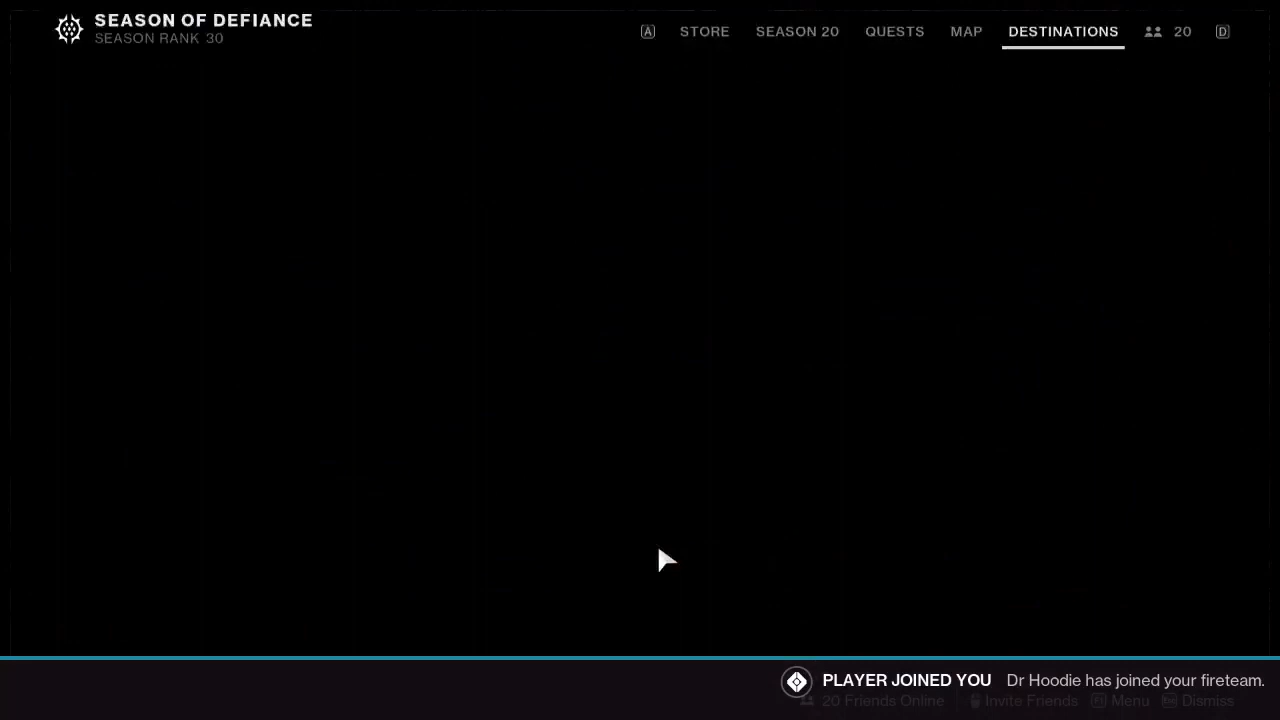 SEASON OF DEFIANCE
SEASON RANK 30
A STORE SEASON 20 QUESTS MAP DESTINATIONS 20 D
PLAYER JOINED YOU Dr Hoodie has joined your fireteam.
20 Friends Online Invite Friends F1 Menu Dismiss